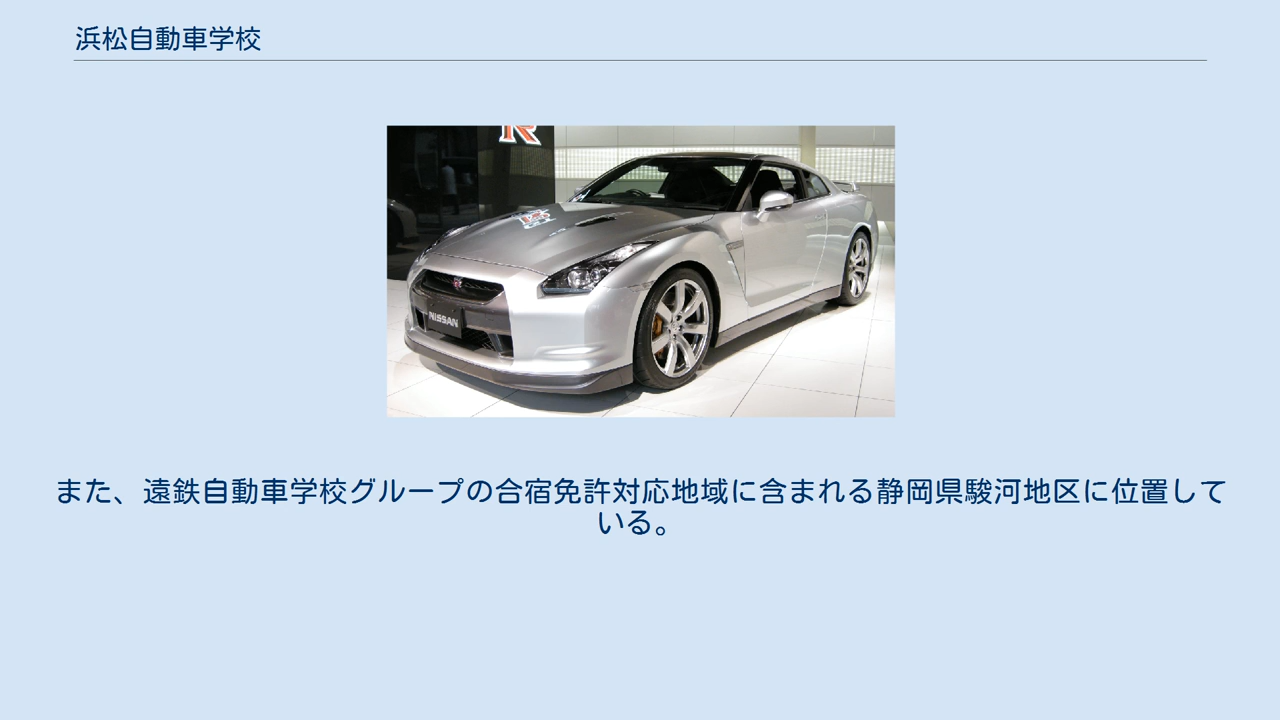 浜松自動車学校
R
NISSAN
また、遠鉄自動車学校グループの合宿免許対応地域に含まれる静岡県駿河地区に位置して
いる。